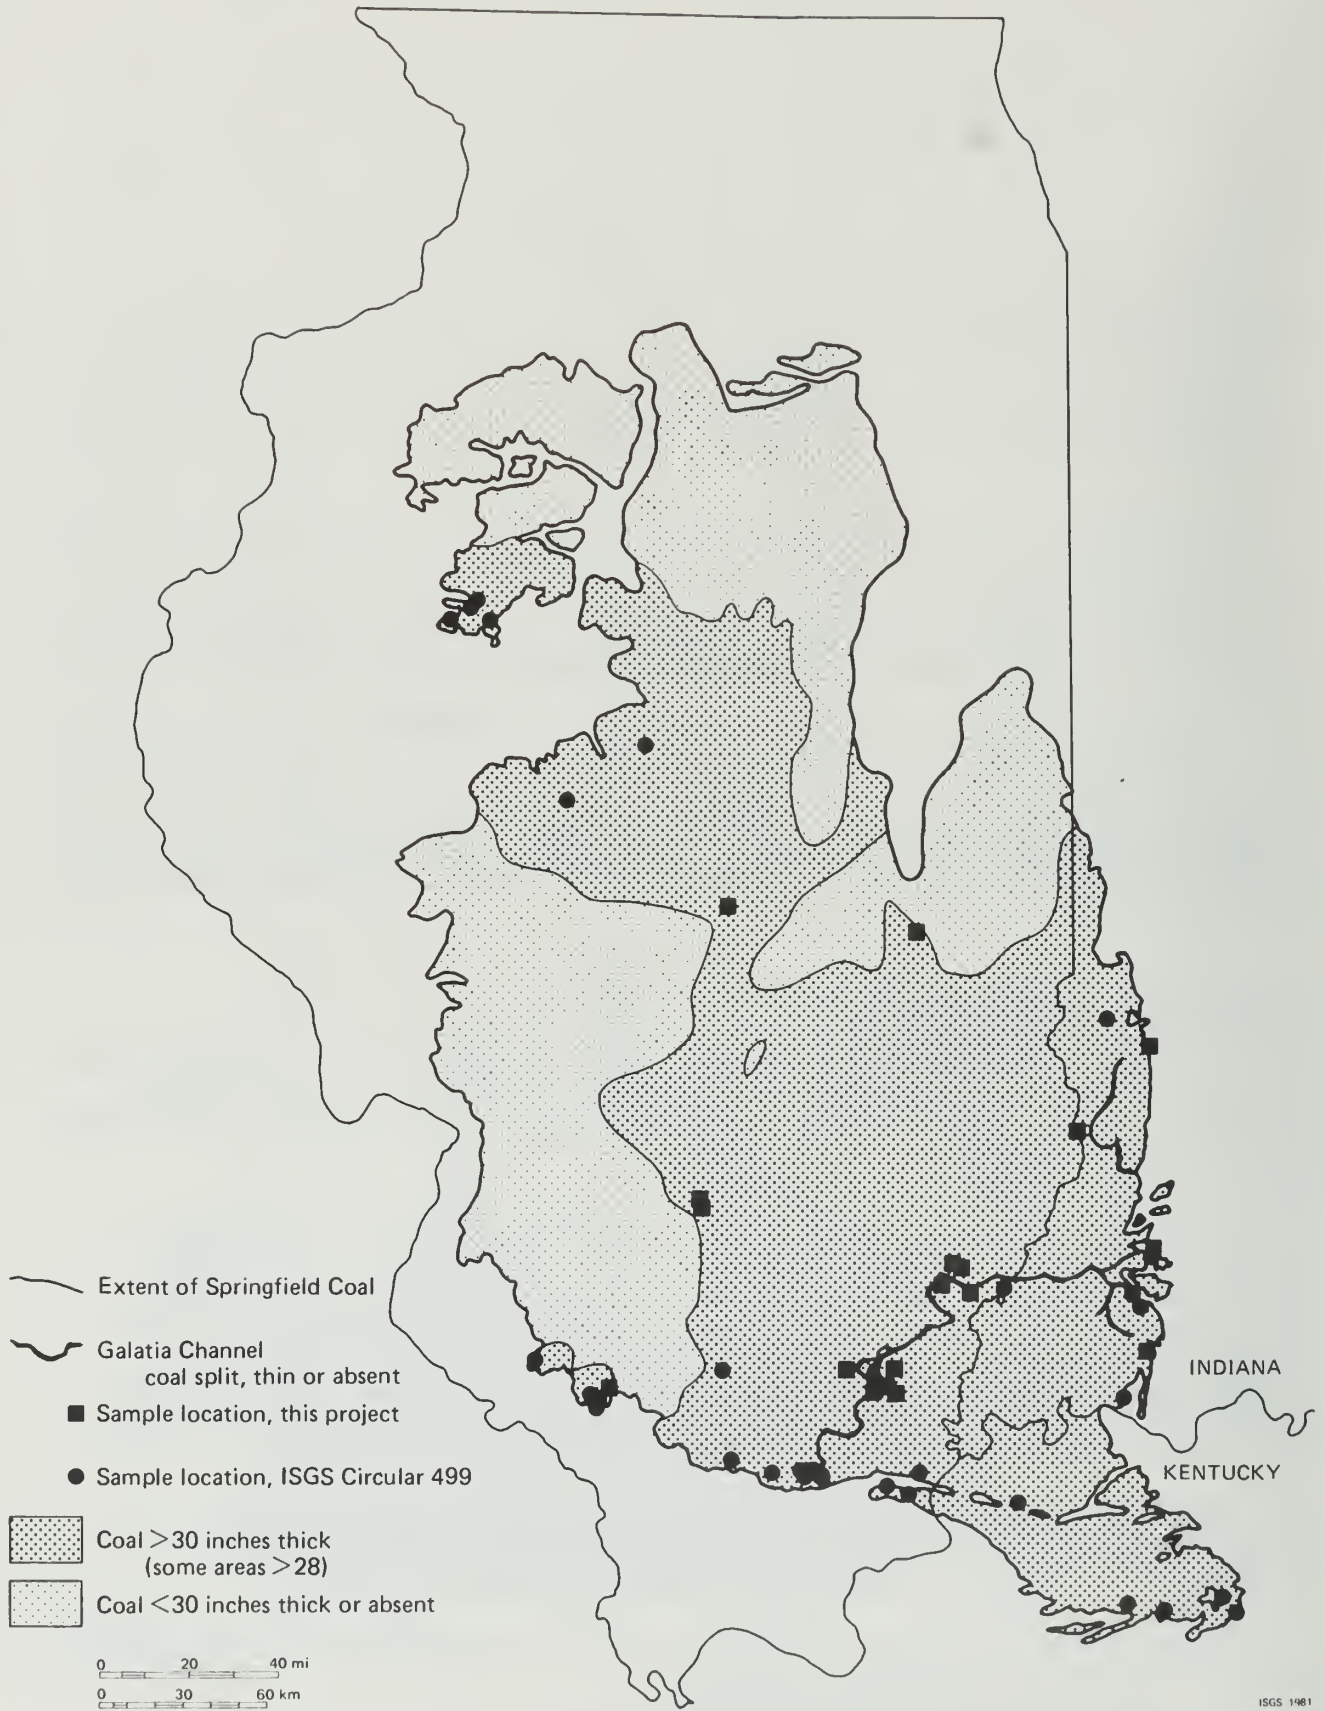 Extent of Springfield Coal
Galatia Channel
coal split, thin or absent
Sample location, this project
Sample location, ISGS Circular 499
Coal >30 inches thick
(some areas >28)
Coal <30 inches thick or absent
0 20 40 mi
0 30 60 km
INDIANA
KENTUCKY
ISGS 1981